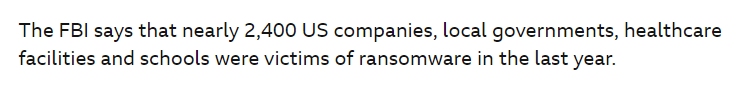 The FBI says that nearly 2,400 US companies, local governments, healthcare
facilities and schools were victims of ransomware in the last year.